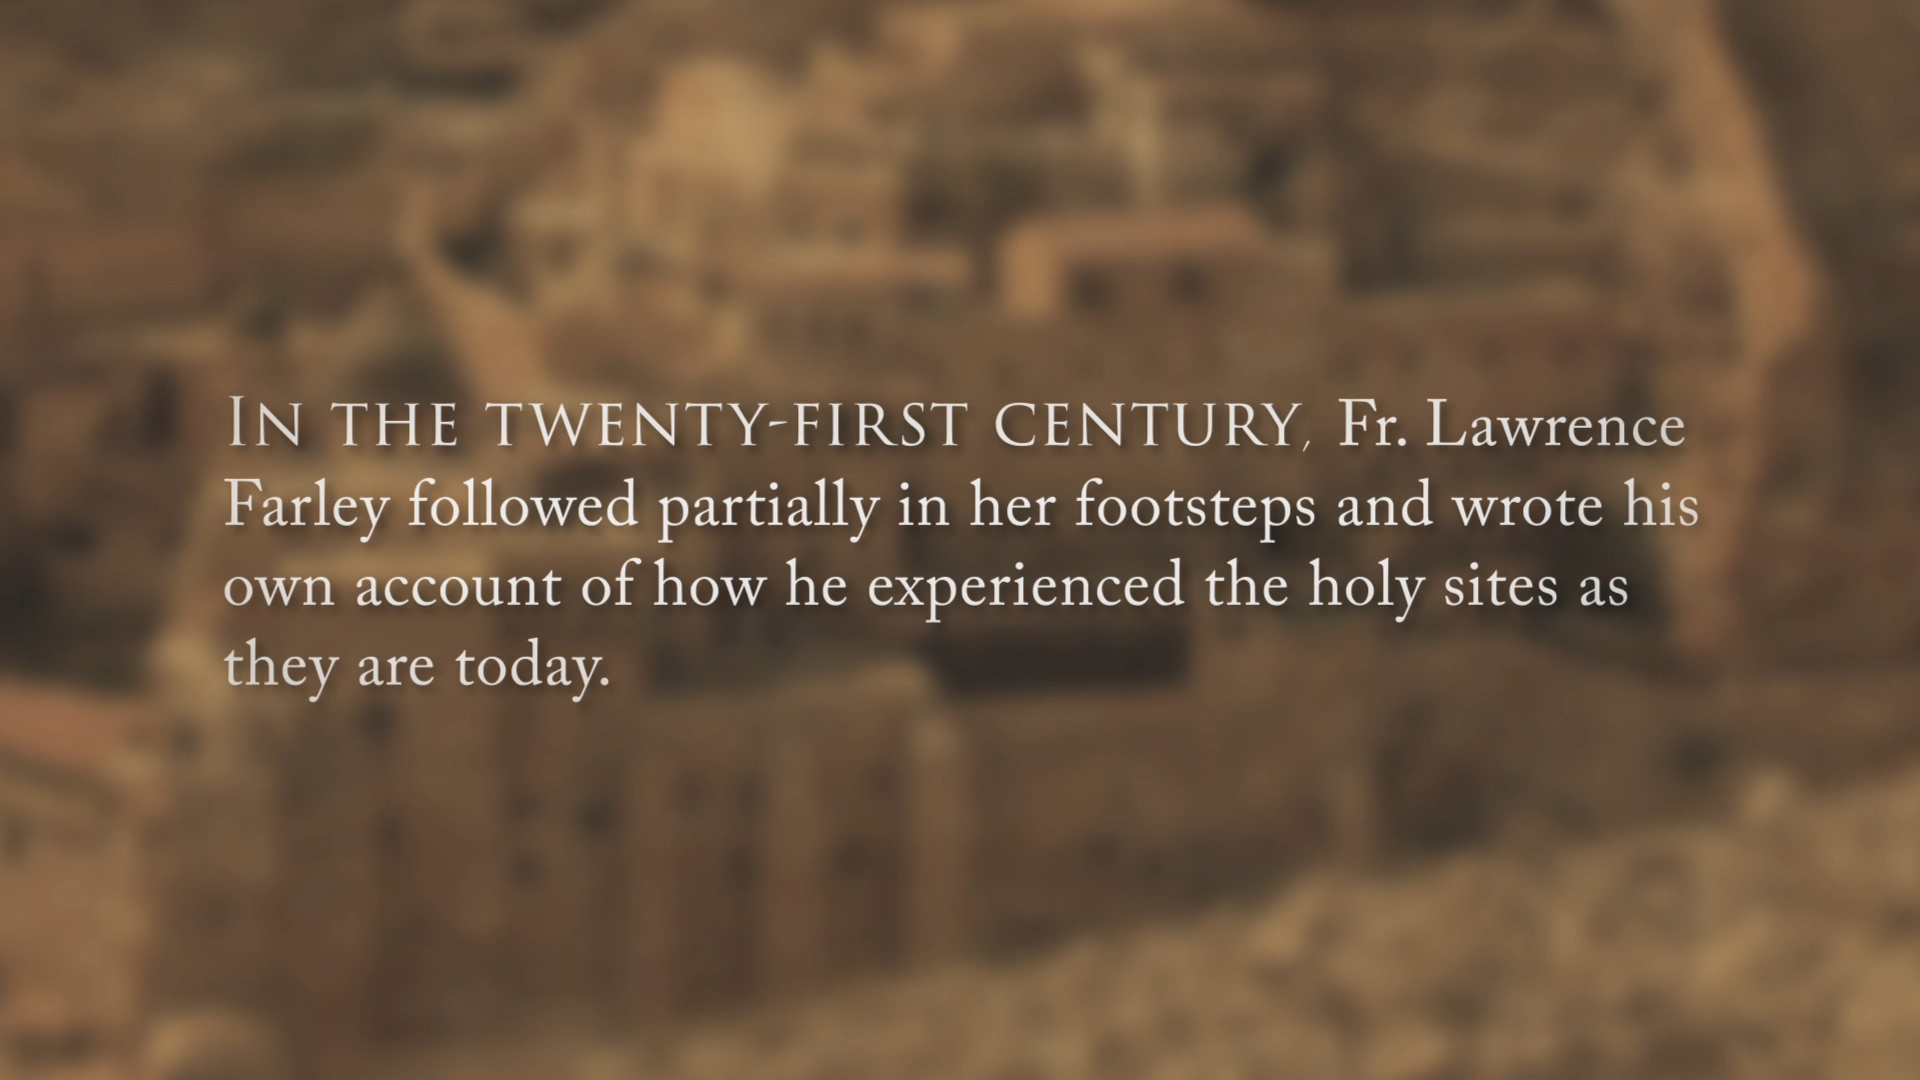 IN THE TWENTY-FIRST CENTURY, Fr. Lawrence
Farley followed partially in her footsteps and wrote his
own account of how he experienced the holy sites as
they are today.